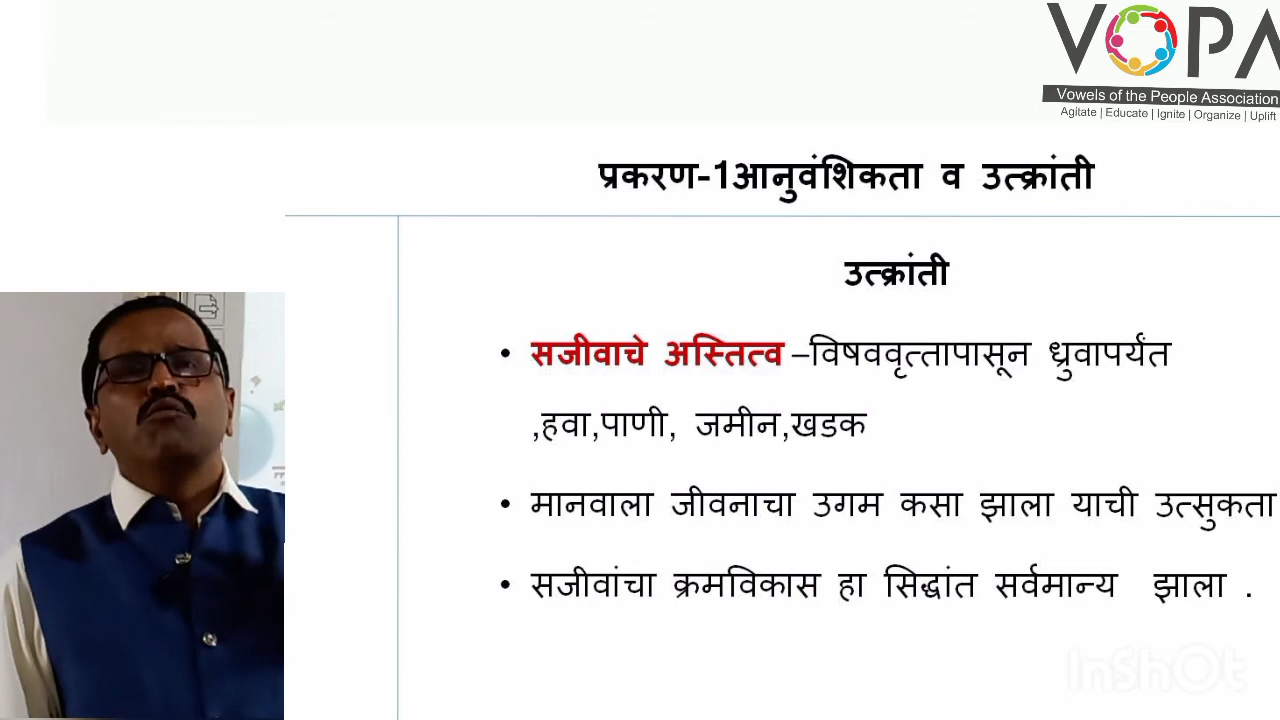 VOPA
Vowels of the People Association
Agitate | Educate | Ignite | Organize | Uplift
प्रकरण-1आनुवंशिकता व उत्क्रांती
उत्क्रांती
• सजीवाचे अस्तित्व –विषववृत्तापासून ध्रुवापर्यंत
,हवा,पाणी, जमीन,खडक
• मानवाला जीवनाचा उगम कसा झाला याची उत्सुकता
• सजीवांचा क्रमविकास हा सिद्धांत सर्वमान्य झाला .
InShOt